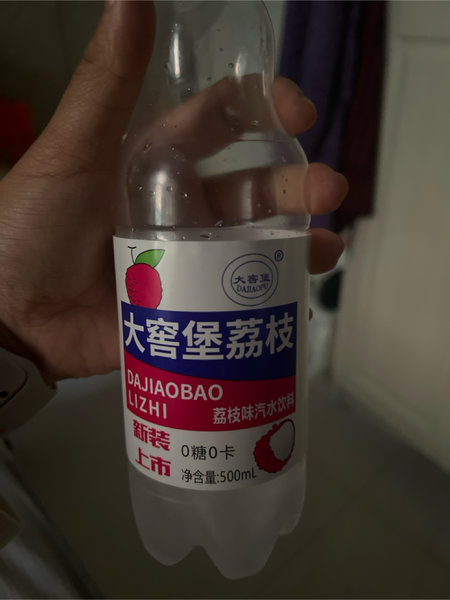 大窖堡
DAJIAOPU
®
大窖堡荔枝
DAJIAOBAO
LIZHI
荔枝味汽水饮料
新装
上市
0糖0卡
净含量:500mL